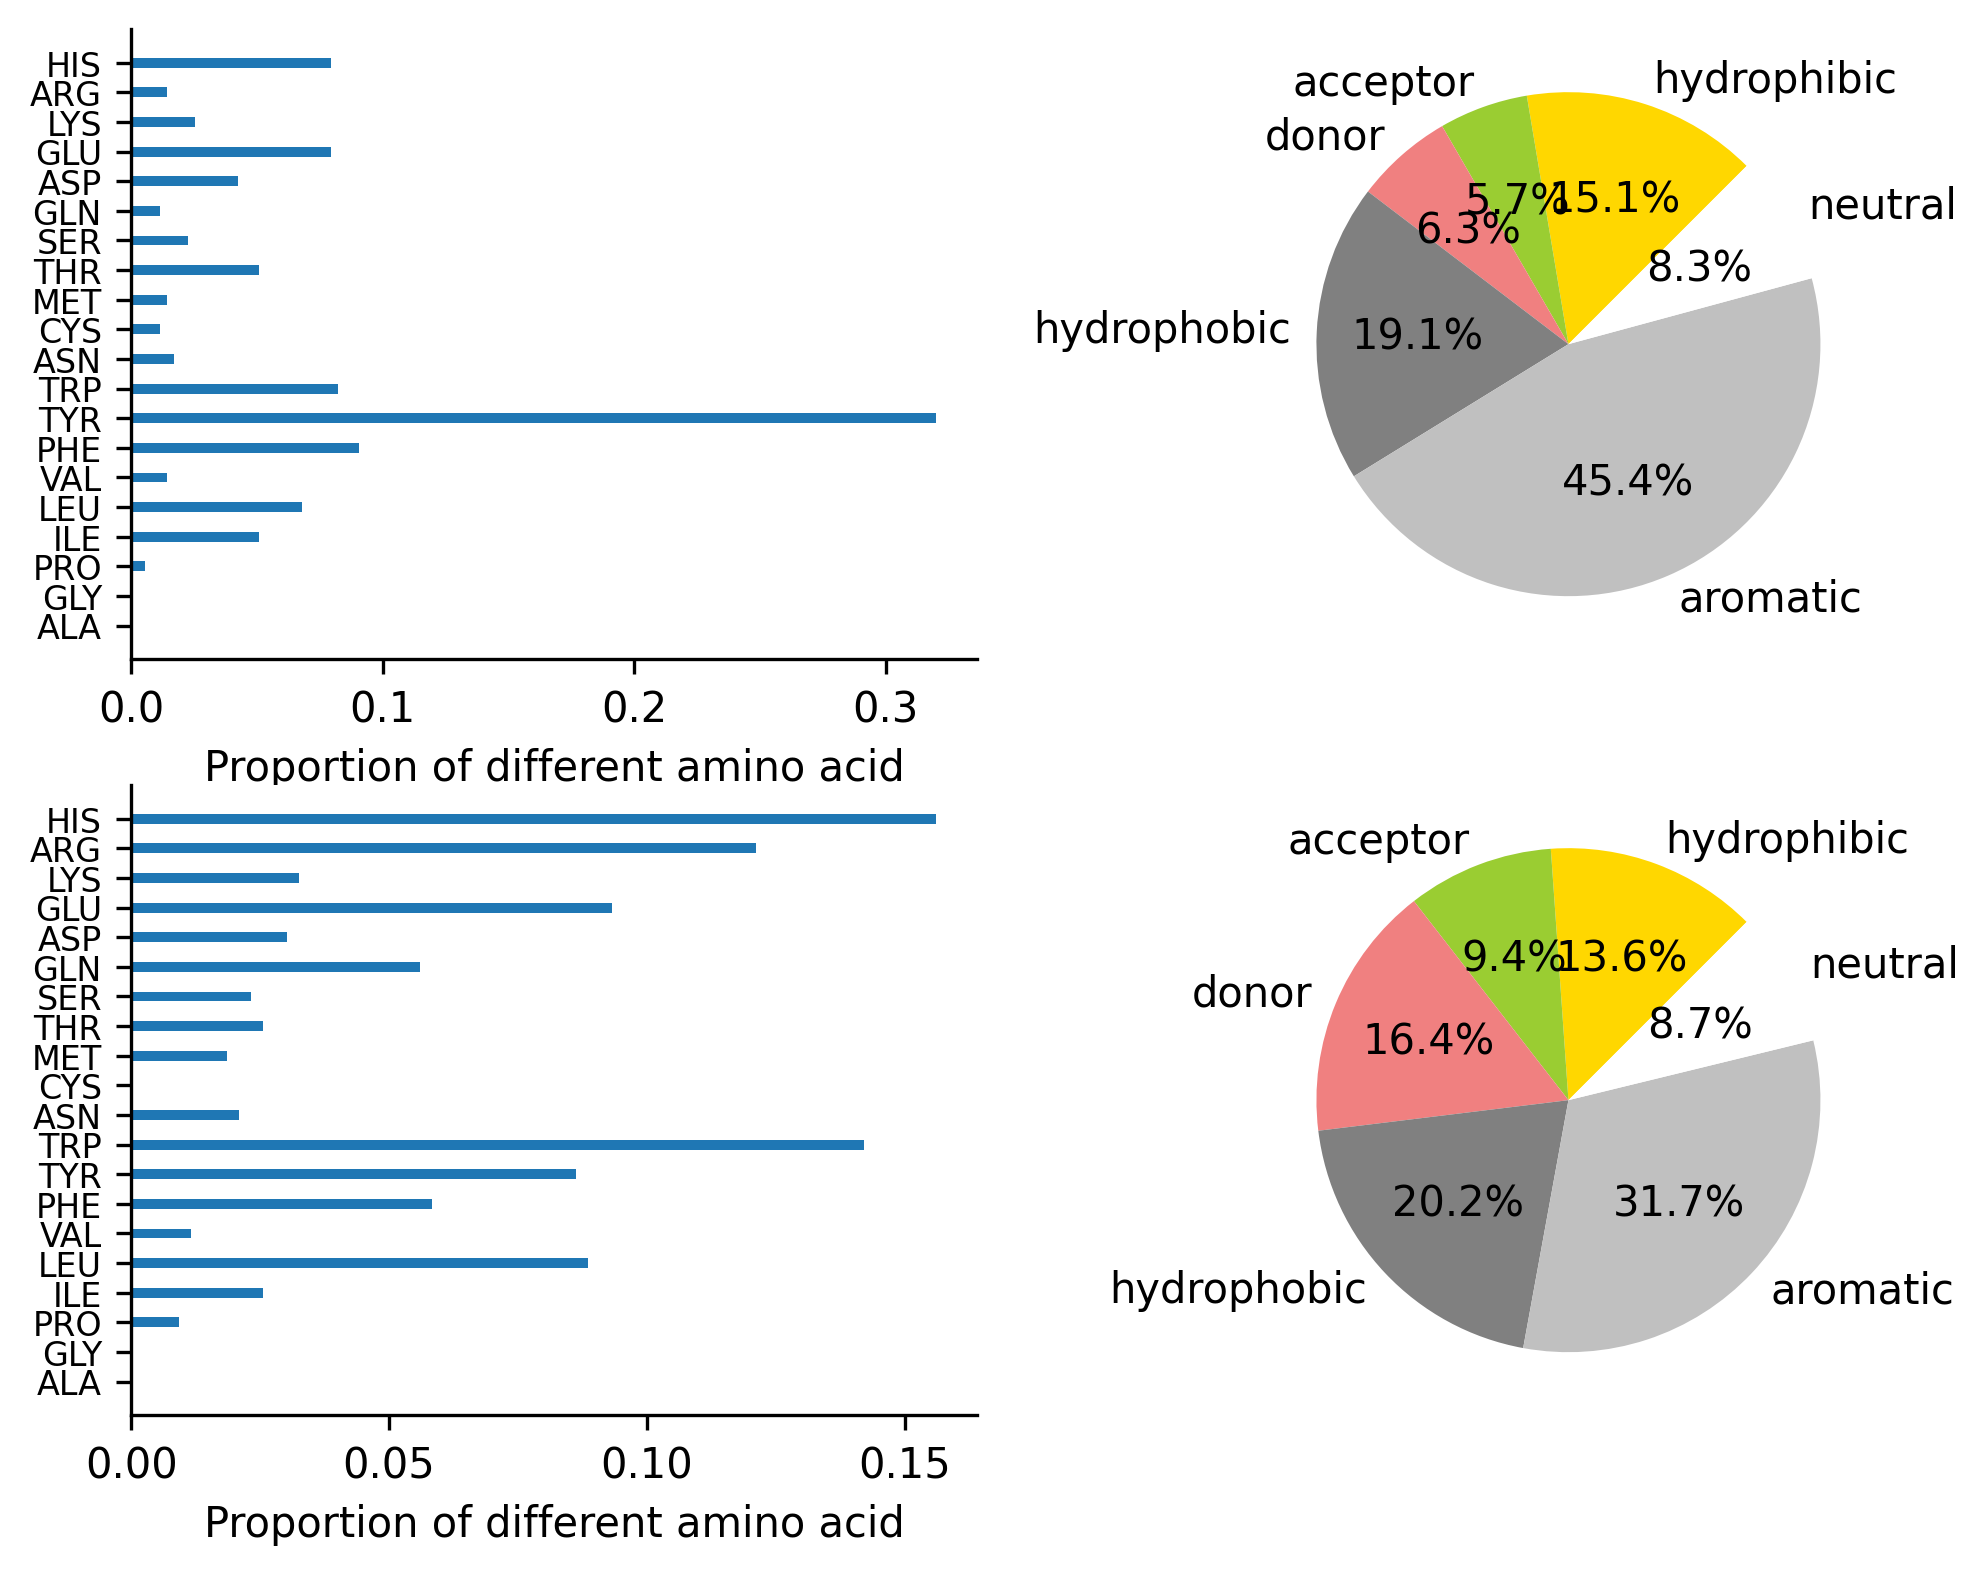 HIS
ARG
LYS
GLU
ASP
GLN
SER
THR
MET
CYS
ASN
TRP
TYR
PHE
VAL
LEU
ILE
PRO
GLY
ALA
0.0 0.1 0.2 0.3
Proportion of different amino acid
hydrophibic
acceptor
donor
neutral
5.7%
15.1%
6.3%
8.3%
hydrophobic
19.1%
45.4%
aromatic
HIS
ARG
LYS
GLU
ASP
GLN
SER
THR
MET
CYS
ASN
TRP
TYR
PHE
VAL
LEU
ILE
PRO
GLY
ALA
0.00 0.05 0.10 0.15
Proportion of different amino acid
hydrophibic
acceptor
neutral
9.4%
13.6%
donor
8.7%
16.4%
20.2%
31.7%
hydrophobic
aromatic